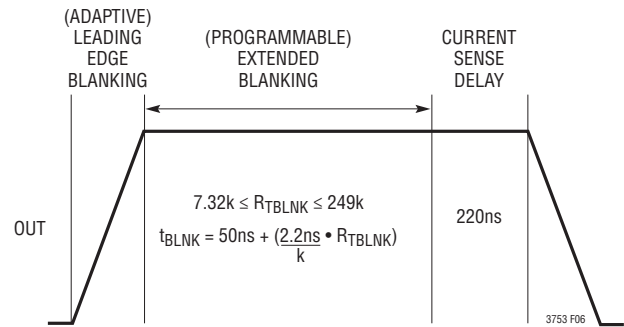 (ADAPTIVE)
LEADING
EDGE
BLANKING
(PROGRAMMABLE)
EXTENDED
BLANKING
CURRENT
SENSE
DELAY
OUT
7.32k ≤ RTBLNK ≤ 249k
tBLNK = 50ns + (2.2ns/k • RTBLNK)
220ns
3753 F06